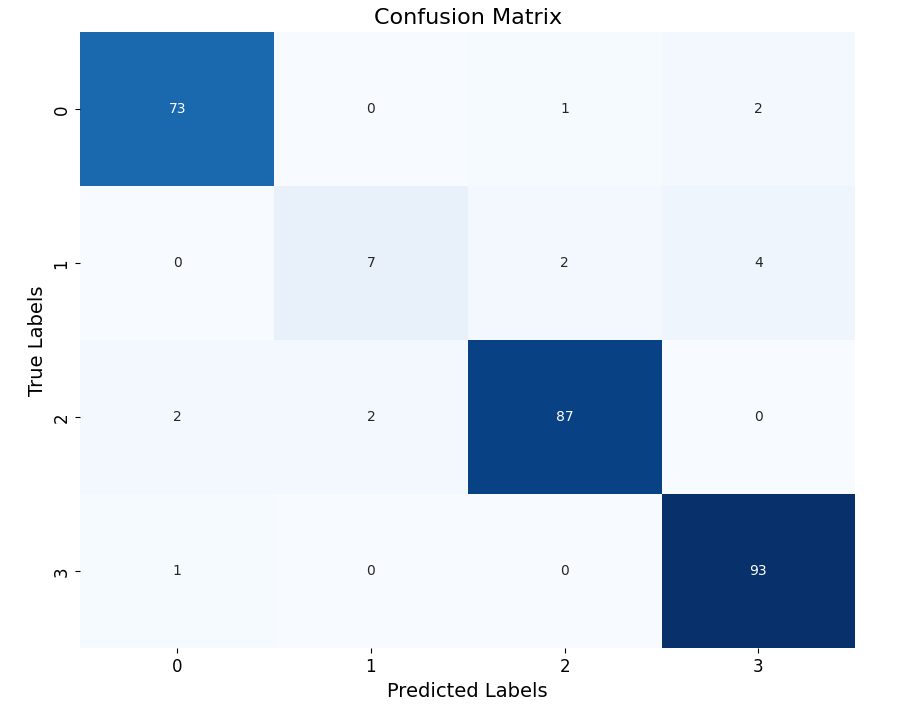 Confusion Matrix
0 73 0 1 2
1 0 7 2 4
2 2 2 87 0
3 1 0 0 93
0 1 2 3
True Labels
Predicted Labels